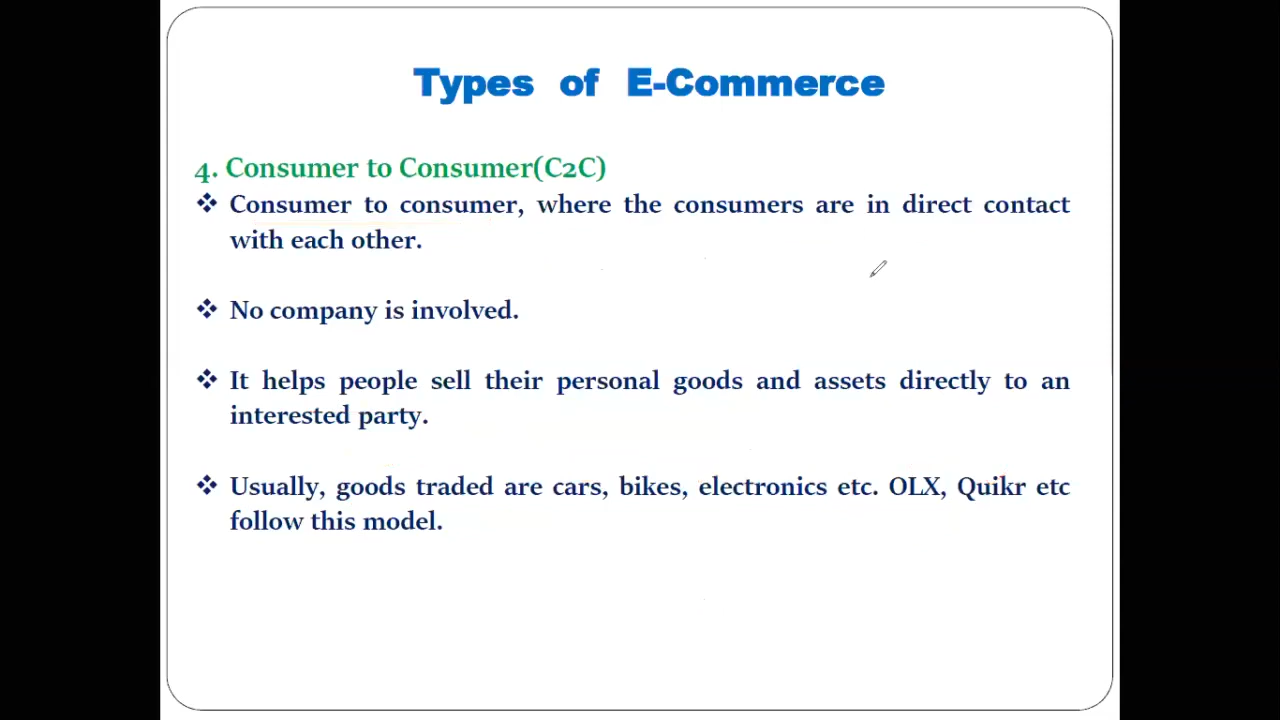 Types of E-Commerce
4. Consumer to Consumer(C2C)
❖ Consumer to consumer, where the consumers are in direct contact
with each other.
❖ No company is involved.
❖ It helps people sell their personal goods and assets directly to an
interested party.
❖ Usually, goods traded are cars, bikes, electronics etc. OLX, Quikr etc
follow this model.